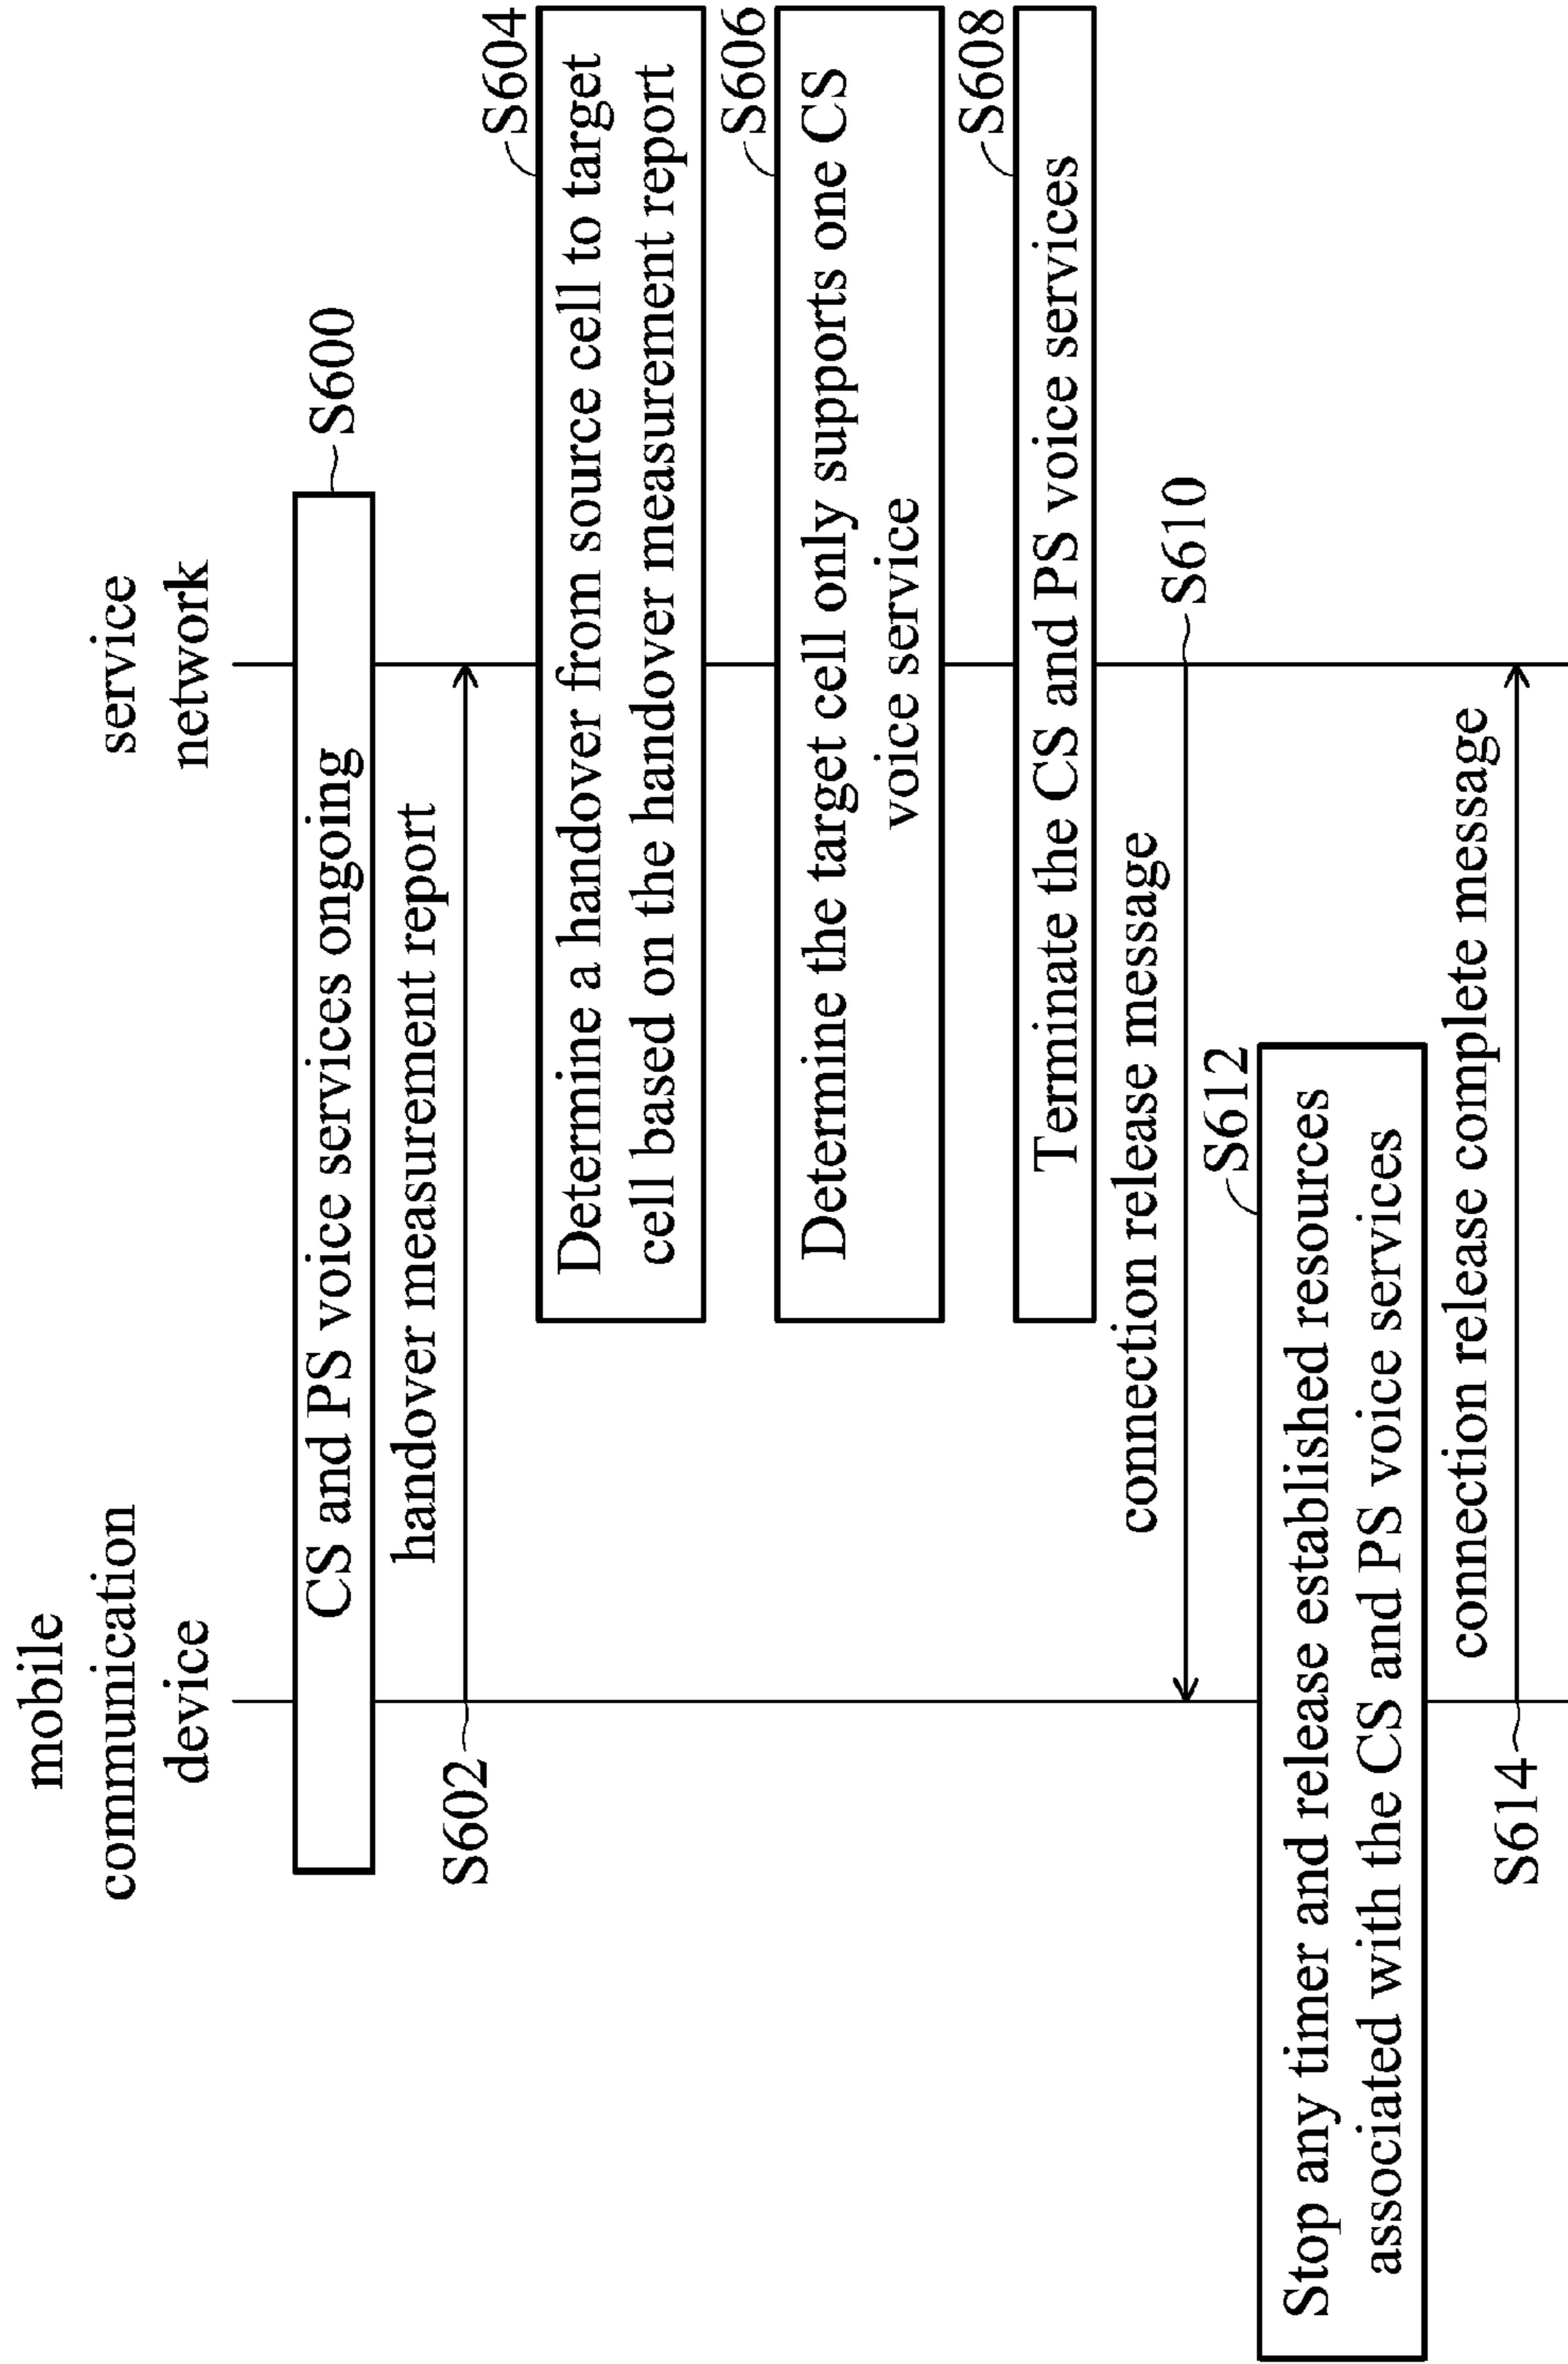 mobile
communication
device
service
network
CS and PS voice services ongoing
S600
handover measurement report
S602
S604
Determine a handover from source cell to target
cell based on the handover measurement report
S606
Determine the target cell only supports one CS
voice service
S608
Terminate the CS and PS voice services
connection release message
S610
S612
Stop any timer and release established resources
associated with the CS and PS voice services
connection release complete message
S614